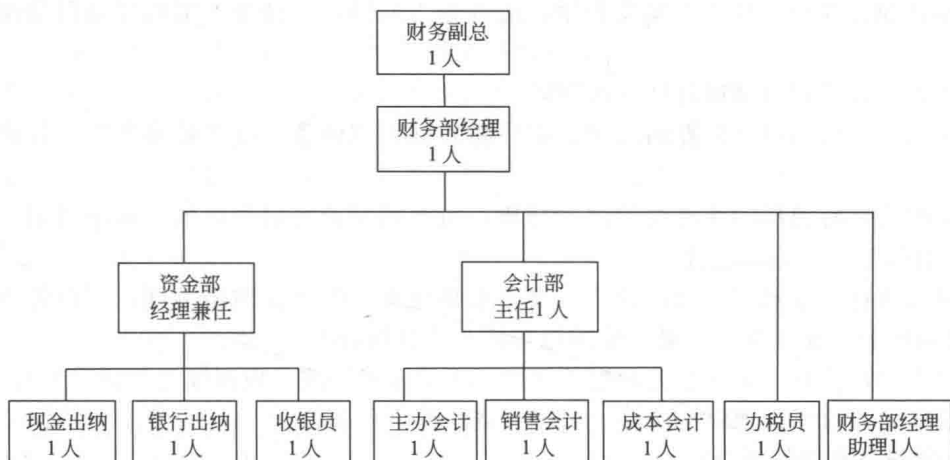 财务副总
1人
财务部经理
1人
资金部
经理兼任
会计部
主任1人
现金出纳
1人
银行出纳
1人
收银员
1人
主办会计
1人
销售会计
1人
成本会计
1人
办税员
1人
财务部经理
助理1人